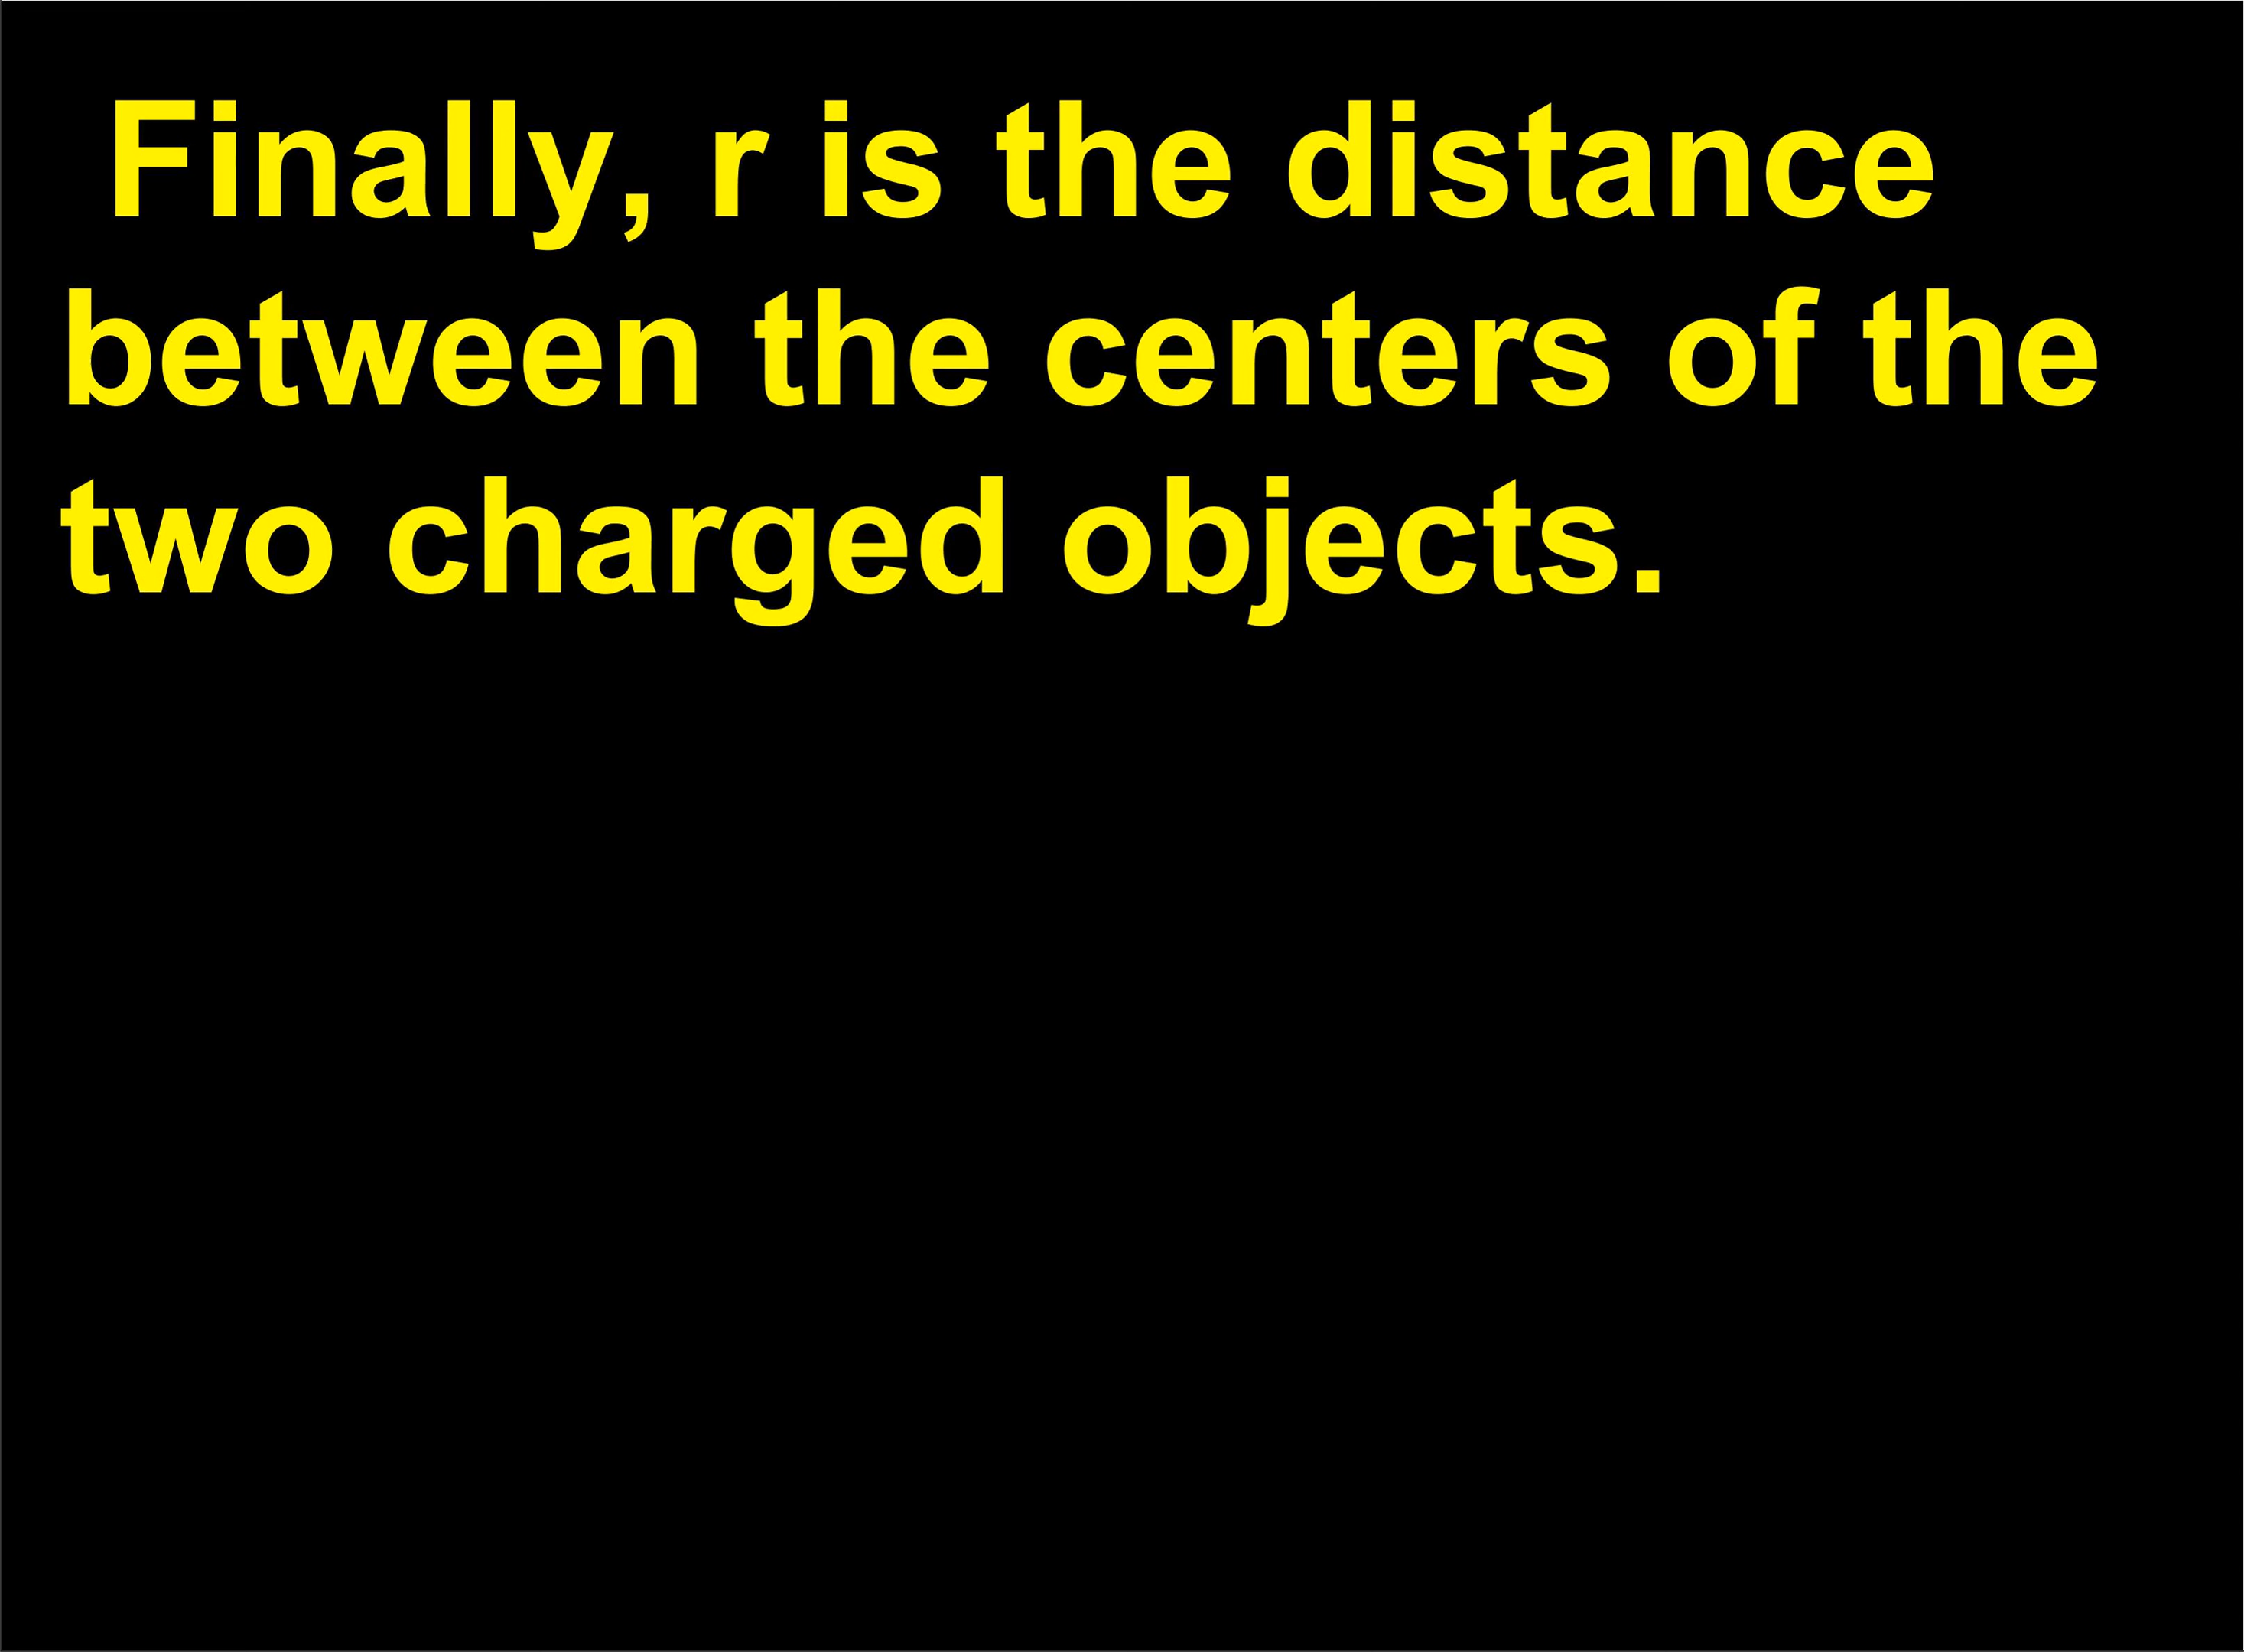 Finally, r is the distance
between the centers of the
two charged objects.